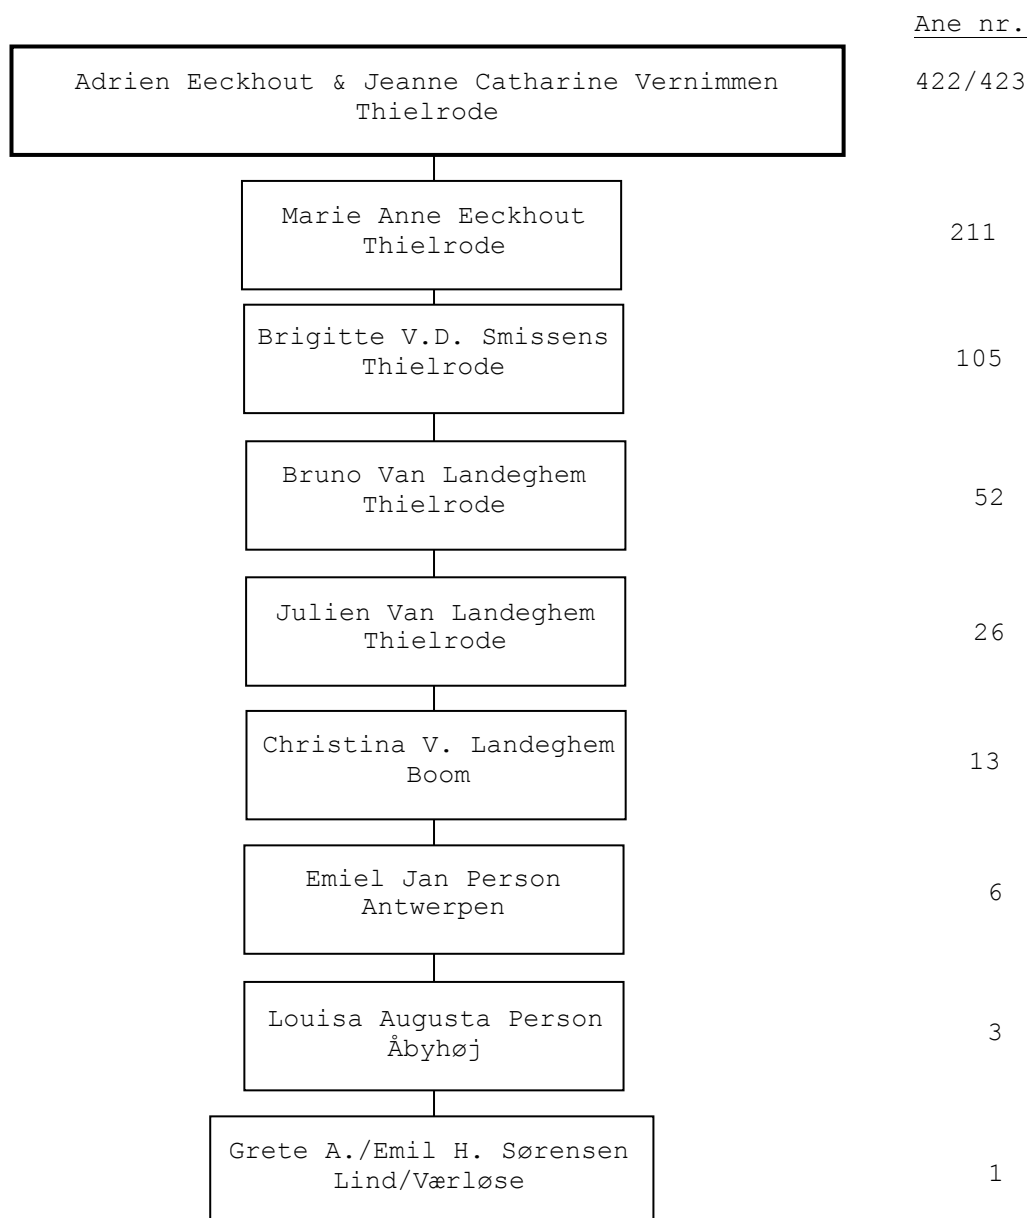 Ane nr.
Adrien Eeckhout & Jeanne Catharine Vernimmen
Thielrode
422/423
Marie Anne Eeckhout
Thielrode
211
Brigitte V.D. Smissens
Thielrode
105
Bruno Van Landeghem
Thielrode
52
Julien Van Landeghem
Thielrode
26
Christina V. Landeghem
Boom
13
Emiel Jan Person
Antwerpen
6
Louisa Augusta Person
Åbyhøj
3
Grete A./Emil H. Sørensen
Lind/Værløse
1